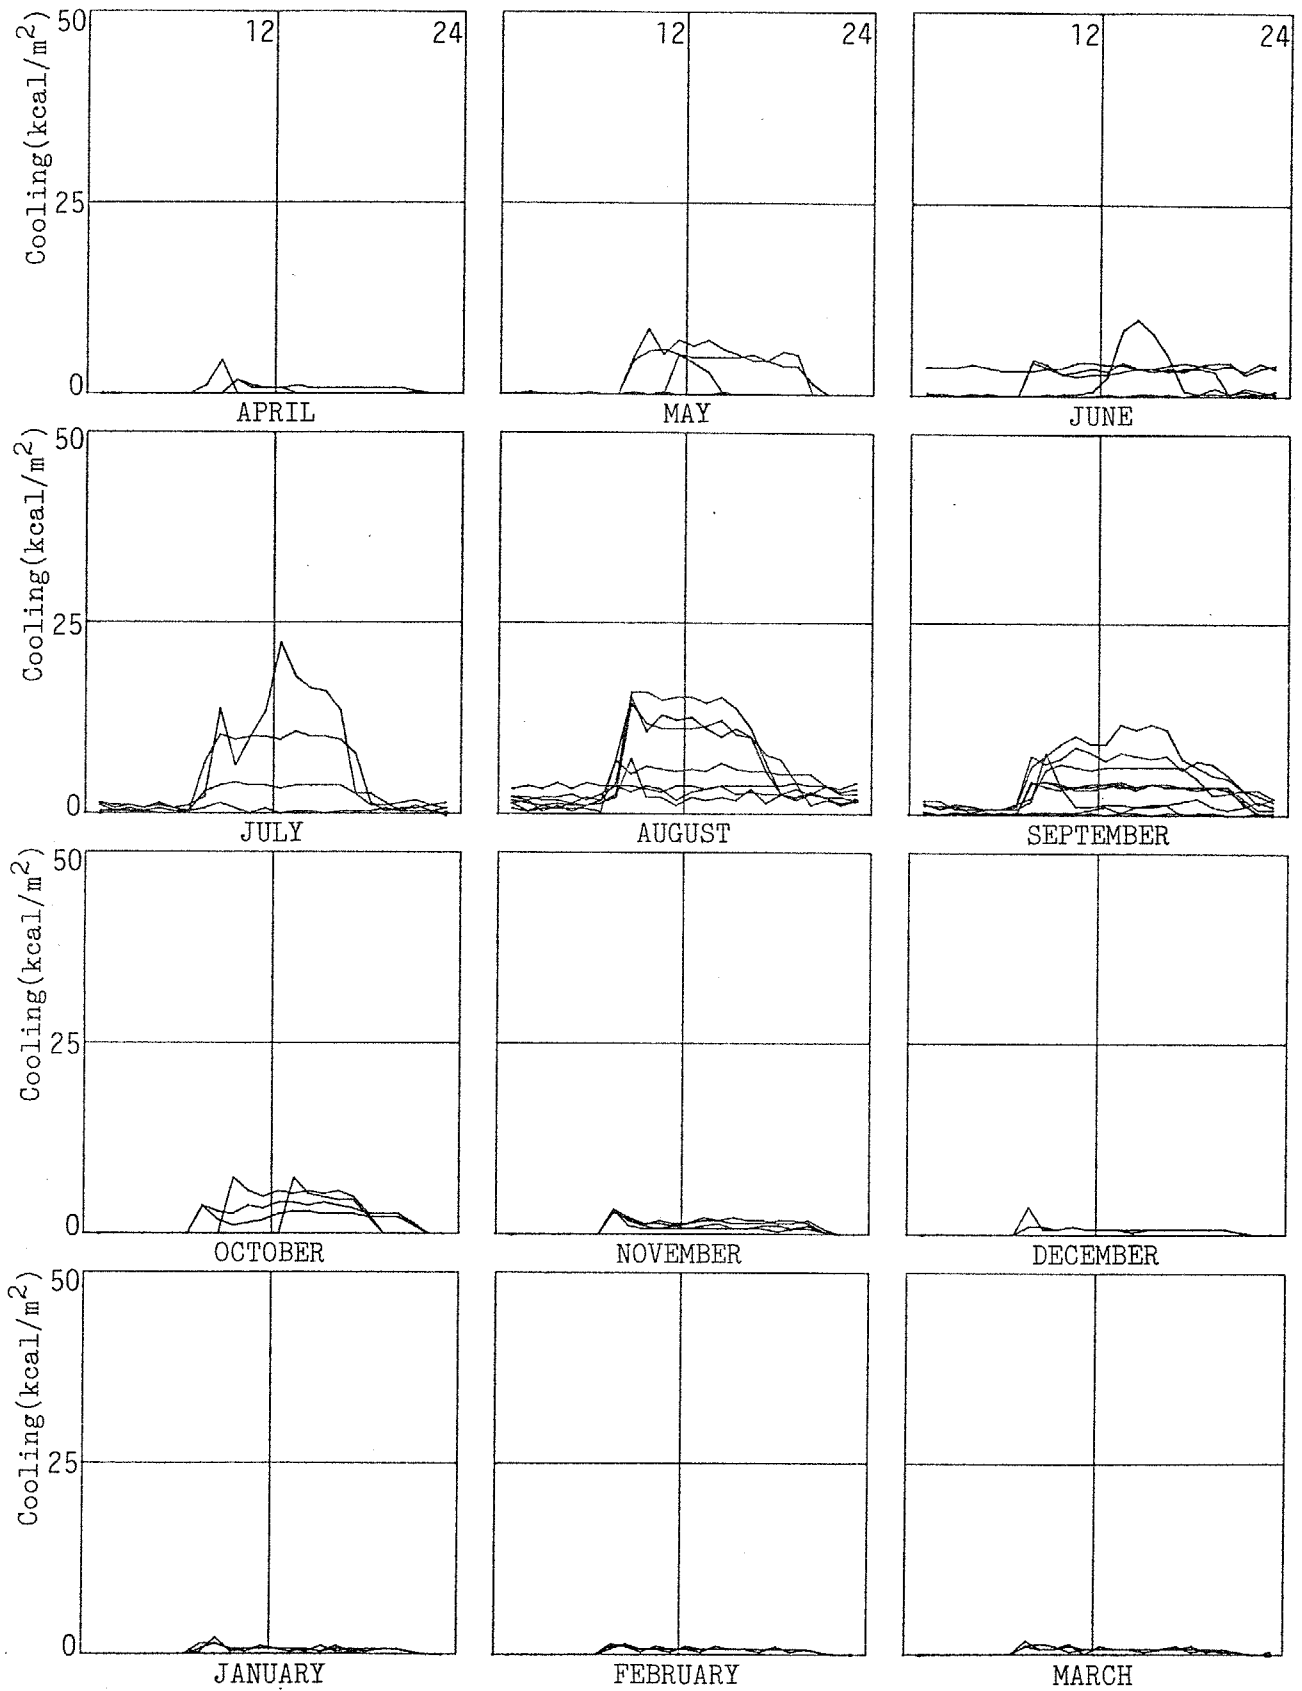 50 12 24 12 24 12 24
Cooling(kcal/m²)
25
0
APRIL MAY JUNE
50
Cooling(kcal/m²)
25
0
JULY AUGUST SEPTEMBER
50
Cooling(kcal/m²)
25
0
OCTOBER NOVEMBER DECEMBER
50
Cooling(kcal/m²)
25
0
JANUARY FEBRUARY MARCH